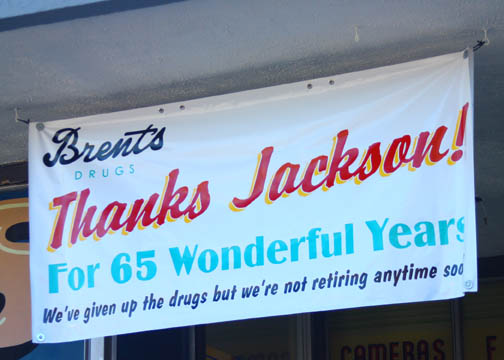 Brent's
DRUGS
Thanks Jackson!
For 65 Wonderful Years
We've given up the drugs but we're not retiring anytime soo
CAMERAS